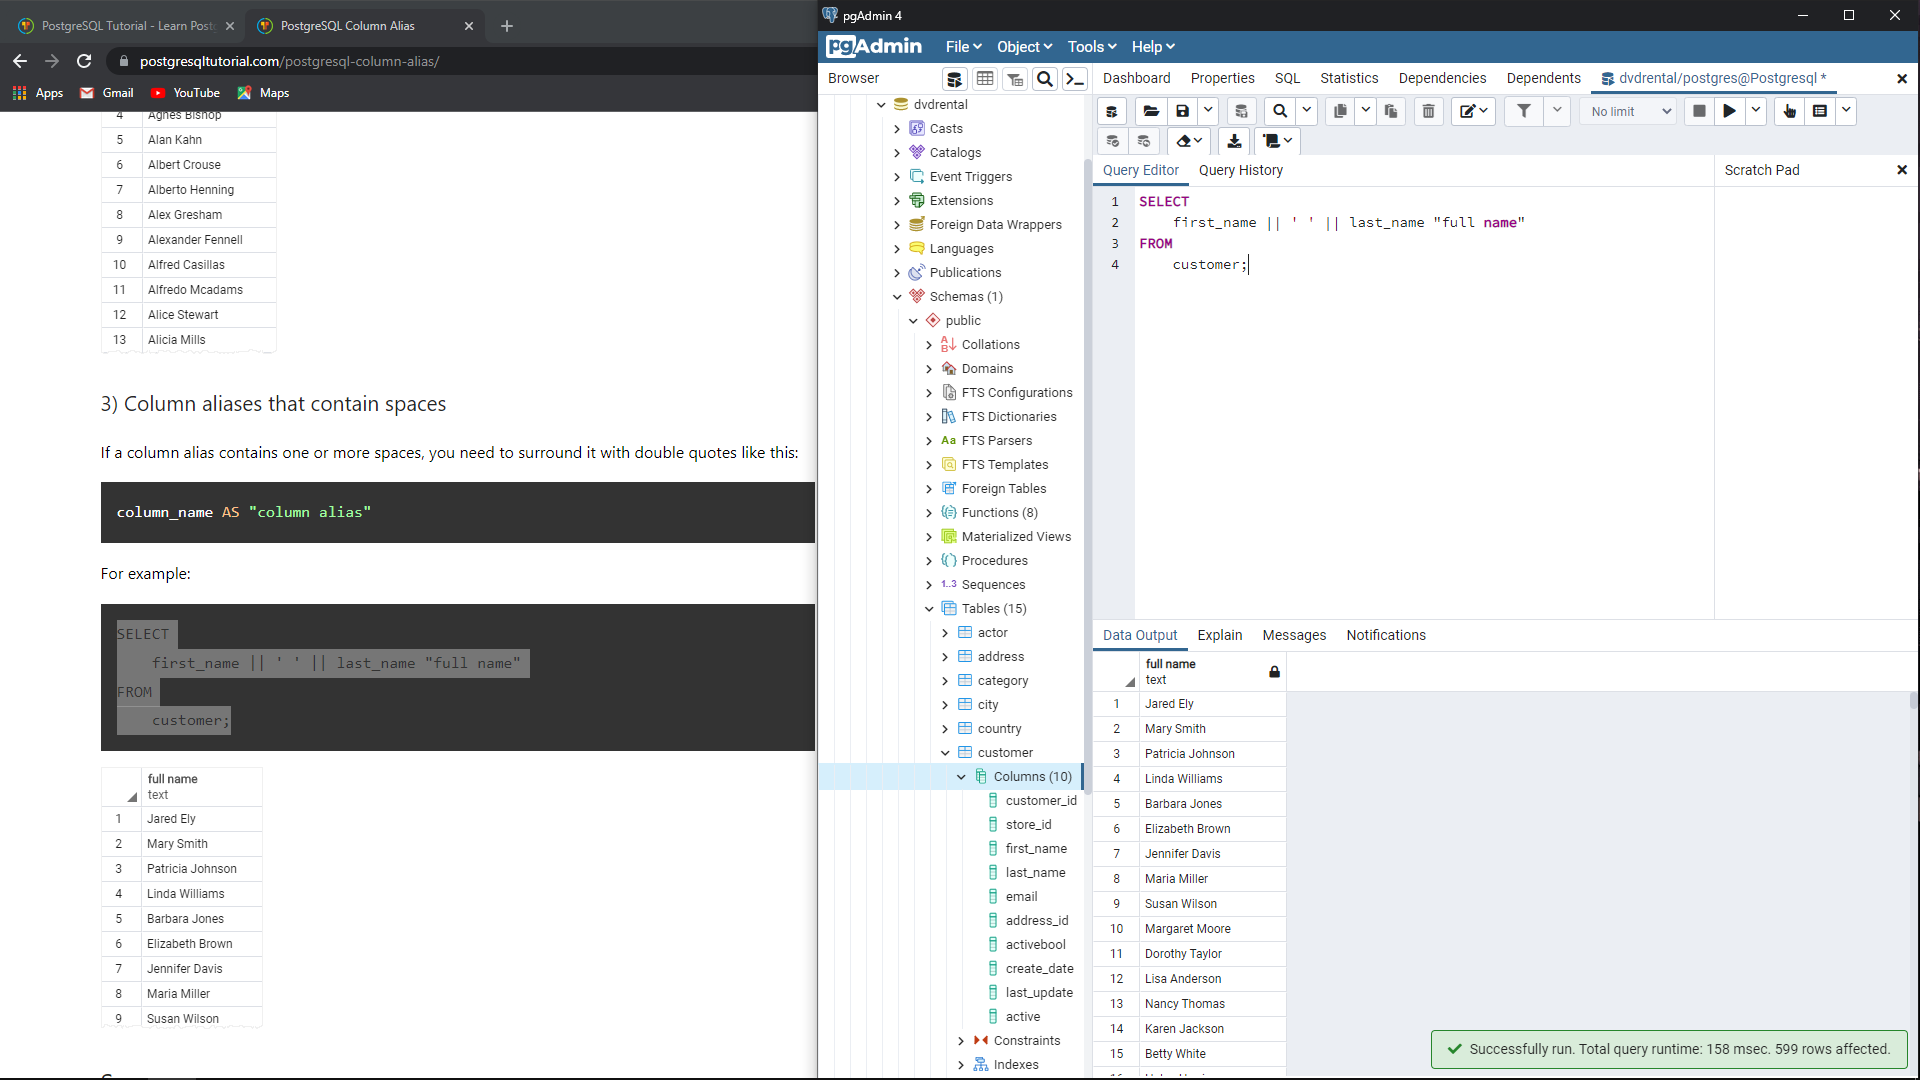 PostgreSQL Tutorial - Learn Post
PostgreSQL Column Alias
postgresqltutorial.com/postgresql-column-alias/
Apps
Gmail
YouTube
Maps
4 Agnes Bishop
5 Alan Kahn
6 Albert Crouse
7 Alberto Henning
8 Alex Gresham
9 Alexander Fennell
10 Alfred Casillas
11 Alfredo Mcadams
12 Alice Stewart
13 Alicia Mills
3) Column aliases that contain spaces
If a column alias contains one or more spaces, you need to surround it with double quotes like this:
column_name AS "column alias"
For example:
SELECT
first_name || ' ' || last_name "full name"
FROM
customer;
full name
text
1 Jared Ely
2 Mary Smith
3 Patricia Johnson
4 Linda Williams
5 Barbara Jones
6 Elizabeth Brown
7 Jennifer Davis
8 Maria Miller
9 Susan Wilson
pgAdmin 4
pgAdmin
File
Object
Tools
Help
Browser
dvdrental
Casts
Catalogs
Event Triggers
Extensions
Foreign Data Wrappers
Languages
Publications
Schemas (1)
public
Collations
Domains
FTS Configurations
FTS Dictionaries
Aa FTS Parsers
FTS Templates
Foreign Tables
Functions (8)
Materialized Views
Procedures
1..3 Sequences
Tables (15)
actor
address
category
city
country
customer
Columns (10)
customer_id
store_id
first_name
last_name
email
address_id
activebool
create_date
last_update
active
Constraints
Indexes
Dashboard
Properties
SQL
Statistics
Dependencies
Dependents
dvdrental/postgres@Postgresql *
No limit
Query Editor
Query History
Scratch Pad
1 SELECT
2 first_name || ' ' || last_name "full name"
3 FROM
4 customer;
Data Output
Explain
Messages
Notifications
full name
text
1 Jared Ely
2 Mary Smith
3 Patricia Johnson
4 Linda Williams
5 Barbara Jones
6 Elizabeth Brown
7 Jennifer Davis
8 Maria Miller
9 Susan Wilson
10 Margaret Moore
11 Dorothy Taylor
12 Lisa Anderson
13 Nancy Thomas
14 Karen Jackson
15 Betty White
Successfully run. Total query runtime: 158 msec. 599 rows affected.